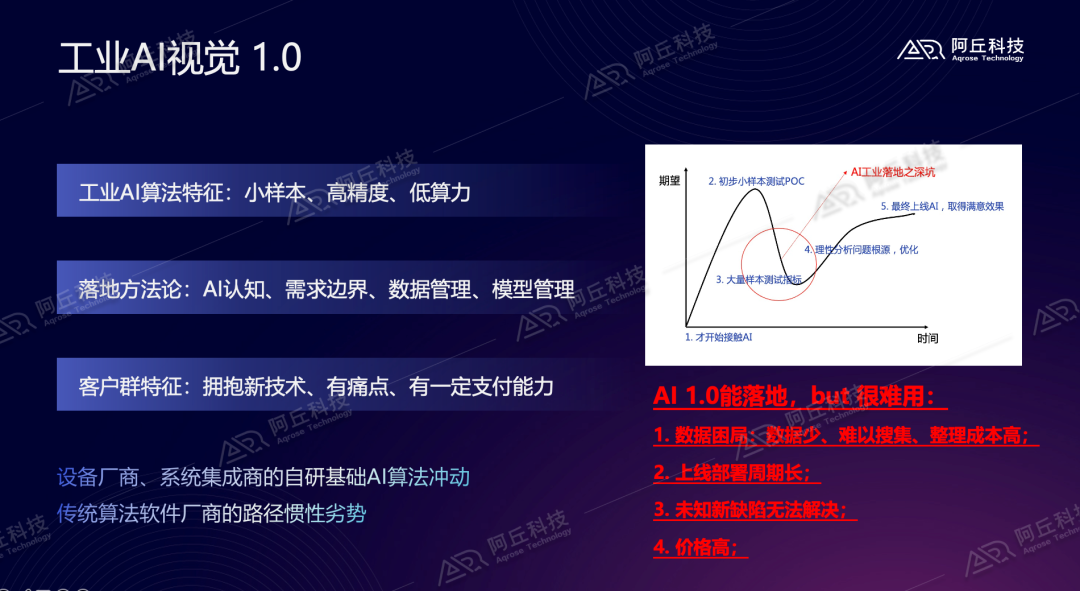 工业AI视觉 1.0
阿丘科技
Aqrose Technology
工业AI算法特征：小样本、高精度、低算力
落地方法论：AI认知、需求边界、数据管理、模型管理
客户群特征：拥抱新技术、有痛点、有一定支付能力
设备厂商、系统集成商的自研基础AI算法冲动
传统算法软件厂商的路径惯性劣势
期望
2. 初步小样本测试POC
AI工业落地之深坑
5. 最终上线AI，取得满意效果
4. 理性分析问题根源，优化
3. 大量样本测试指标
1. 才开始接触AI
时间
AI 1.0能落地，but 很难用：
1. 数据困局：数据少、难以搜集、整理成本高；
2. 上线部署周期长；
3. 未知新缺陷无法解决；
4. 价格高；